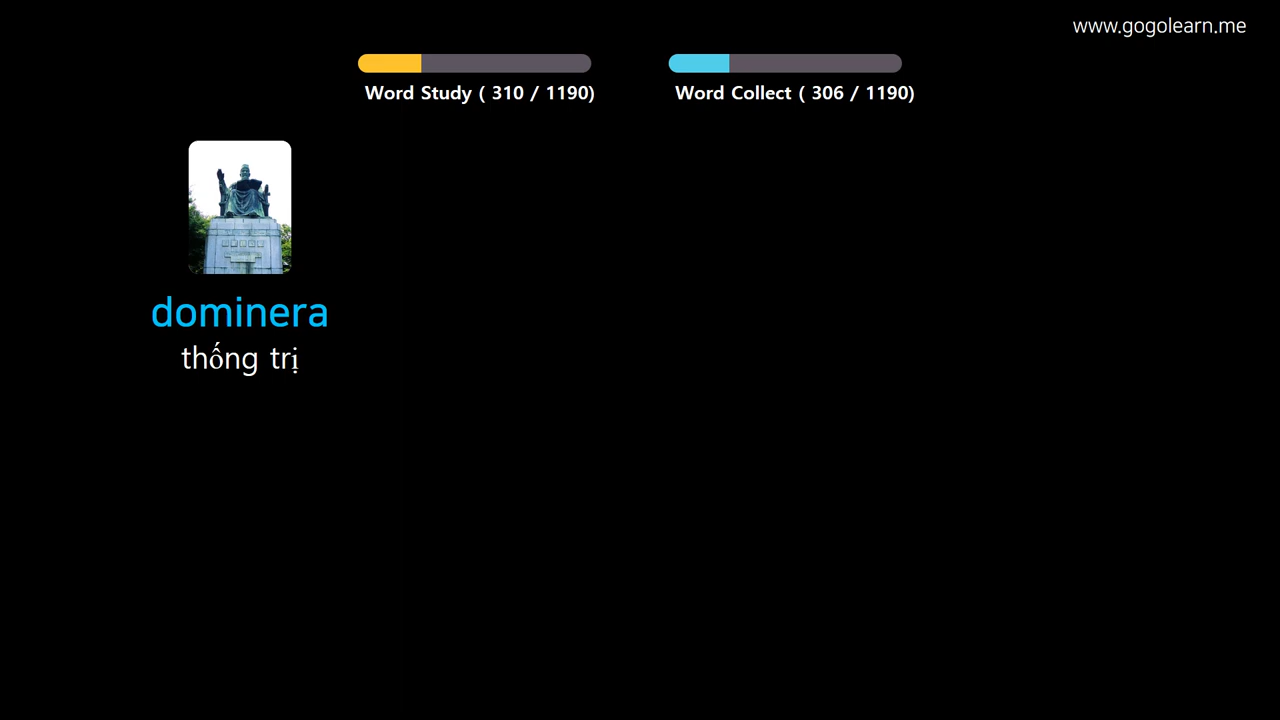 www.gogolearn.me
Word Study ( 310 / 1190)
Word Collect ( 306 / 1190)
dominera
thống trị